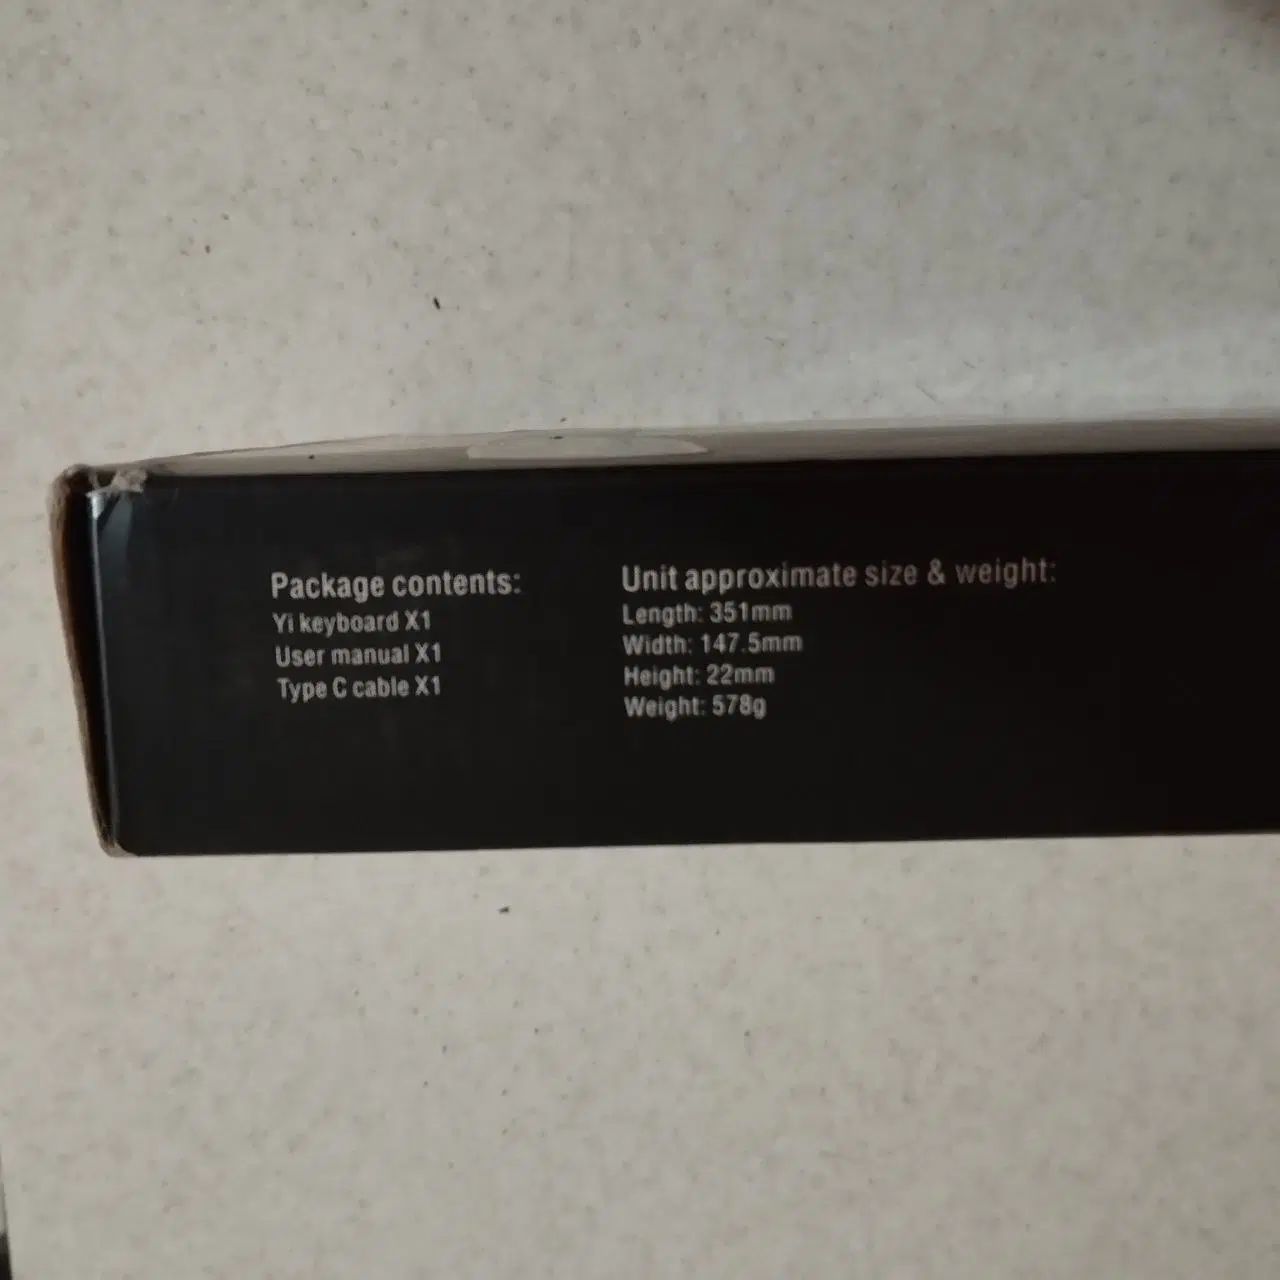 Package contents:
Yi keyboard X1
User manual X1
Type C cable X1
Unit approximate size & weight:
Length: 351mm
Width: 147.5mm
Height: 22mm
Weight: 578g